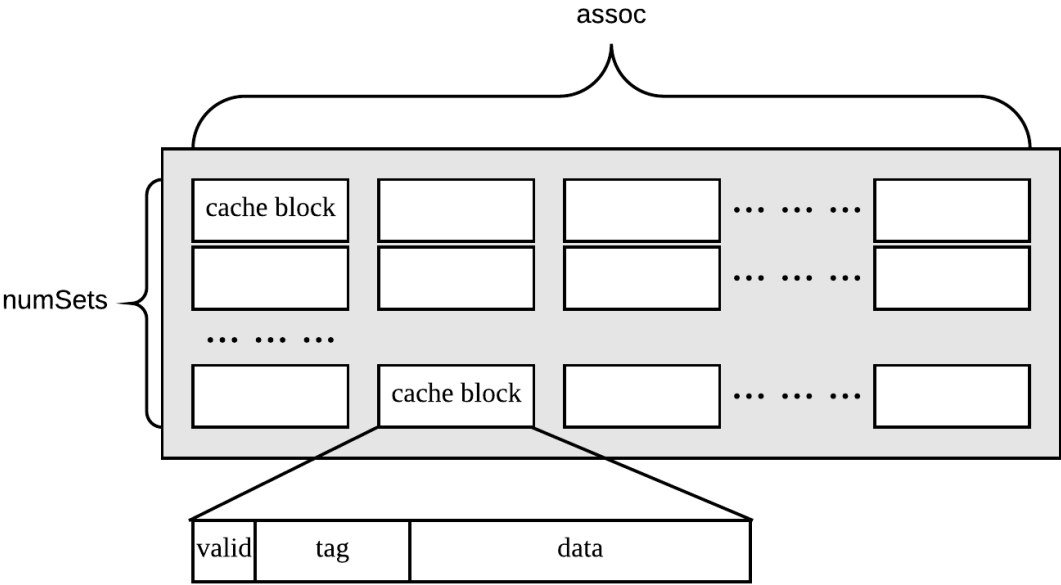 assoc
cache block
... ... ...
... ... ...
numSets
... ... ...
cache block
... ... ...
valid tag data